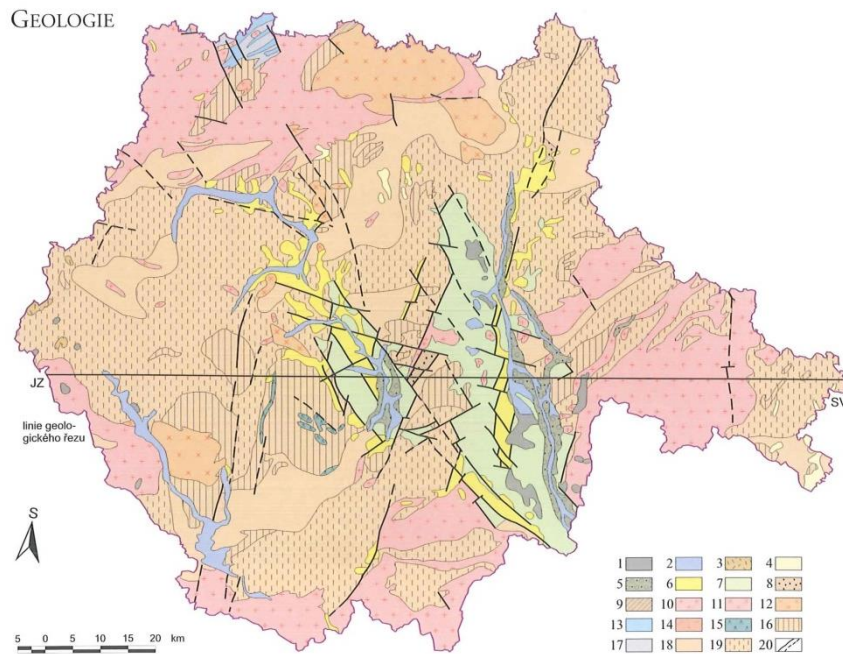 GEOLOGIE
JZ
SV
linie geolo-
gického řezu
S
1 2 3 4
5 6 7 8
9 10 11 12
13 14 15 16
17 18 19 20
5 0 5 10 15 20 km